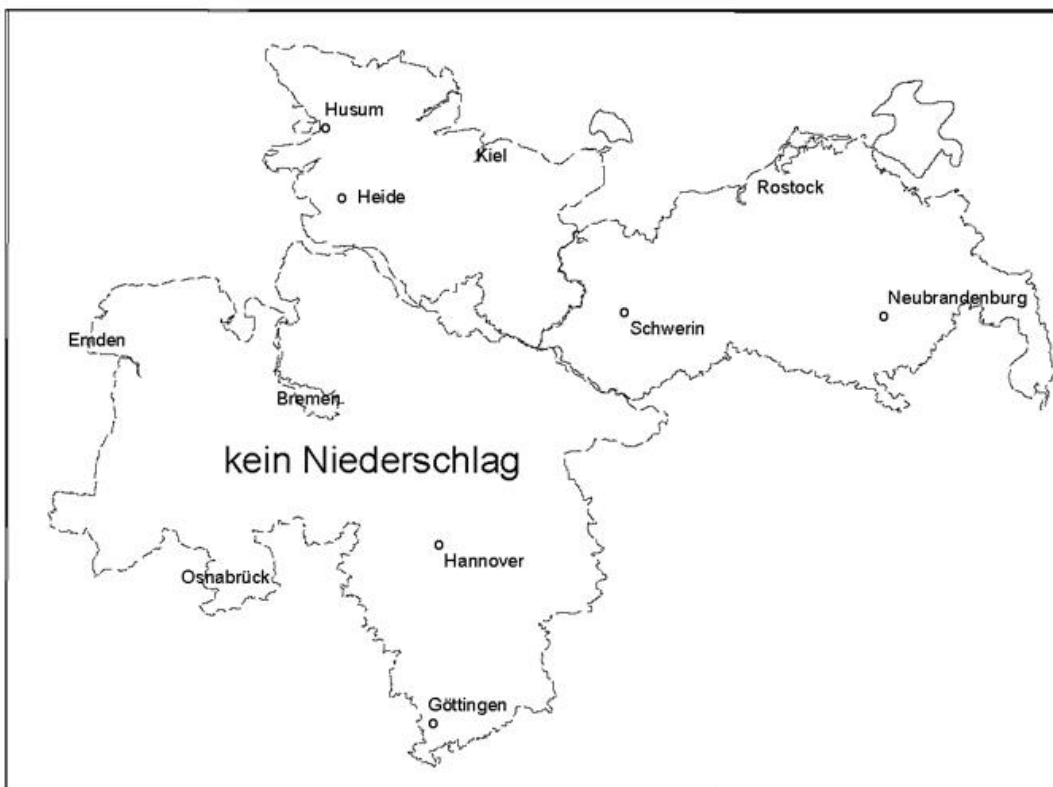 Husum
Kiel
Heide
Rostock
Neubrandenburg
Schwerin
Emden
Bremen
kein Niederschlag
Hannover
Osnabrück
Göttingen